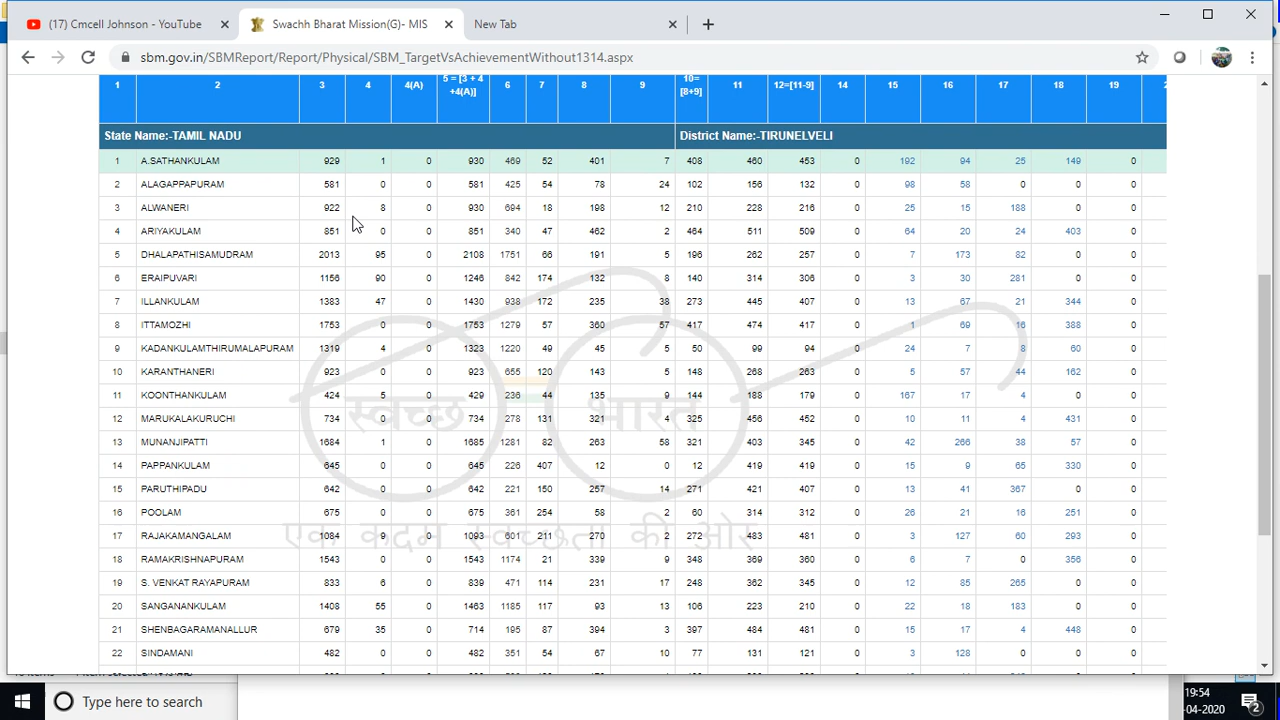 (17) Cmcell Johnson - YouTube
Swachh Bharat Mission(G)- MIS
New Tab
sbm.gov.in/SBMReport/Report/Physical/SBM_TargetVsAchievementWithout1314.aspx
1 2 3 4 4(A) 5 = [3 + 4 +4(A)] 6 7 8 9 10= [8+9] 11 12=[11-9] 14 15 16 17 18 19
State Name:-TAMIL NADU District Name:-TIRUNELVELI
1 A.SATHANKULAM 929 1 0 930 469 52 401 7 408 460 453 0 192 94 25 149 0
2 ALAGAPPAPURAM 581 0 0 581 425 54 78 24 102 156 132 0 98 58 0 0 0
3 ALWANERI 922 8 0 930 694 18 198 12 210 228 216 0 25 15 188 0 0
4 ARIYAKULAM 851 0 0 851 340 47 462 2 464 511 509 0 64 20 24 403 0
5 DHALAPATHISAMUDRAM 2013 95 0 2108 1751 66 191 5 196 262 257 0 7 173 82 0 0
6 ERAIPUVARI 1156 90 0 1246 842 174 132 8 140 314 306 0 3 30 281 0 0
7 ILLANKULAM 1383 47 0 1430 938 172 235 38 273 445 407 0 13 67 21 344 0
8 ITTAMOZHI 1753 0 0 1753 1279 57 360 57 417 474 417 0 1 69 16 388 0
9 KADANKULAMTHIRUMALAPURAM 1319 4 0 1323 1220 49 45 5 50 99 94 0 24 7 8 60 0
10 KARANTHANERI 923 0 0 923 655 120 143 5 148 268 263 0 5 57 44 162 0
11 KOONTHANKULAM 424 5 0 429 236 44 135 9 144 188 179 0 167 17 4 0 0
12 MARUKALAKURUCHI 734 0 0 734 278 131 321 4 325 456 452 0 10 11 4 431 0
13 MUNANJIPATTI 1684 1 0 1685 1281 82 263 58 321 403 345 0 42 266 38 57 0
14 PAPPANKULAM 645 0 0 645 226 407 12 0 12 419 419 0 15 9 65 330 0
15 PARUTHIPADU 642 0 0 642 221 150 257 14 271 421 407 0 13 41 367 0 0
16 POOLAM 675 0 0 675 361 254 58 2 60 314 312 0 26 21 16 251 0
17 RAJAKAMANGALAM 1084 9 0 1093 601 211 270 2 272 483 481 0 3 127 60 293 0
18 RAMAKRISHNAPURAM 1543 0 0 1543 1174 21 339 9 348 369 360 0 6 7 0 356 0
19 S. VENKAT RAYAPURAM 833 6 0 839 471 114 231 17 248 362 345 0 12 85 265 0 0
20 SANGANANKULAM 1408 55 0 1463 1185 117 93 13 106 223 210 0 22 18 183 0 0
21 SHENBAGARAMANALLUR 679 35 0 714 195 87 394 3 397 484 481 0 15 17 4 448 0
22 SINDAMANI 482 0 0 482 351 54 67 10 77 131 121 0 3 128 0 0 0
स्वच्छ भारत
एक कदम स्वच्छता की ओर
Type here to search
19:54
-04-2020
2